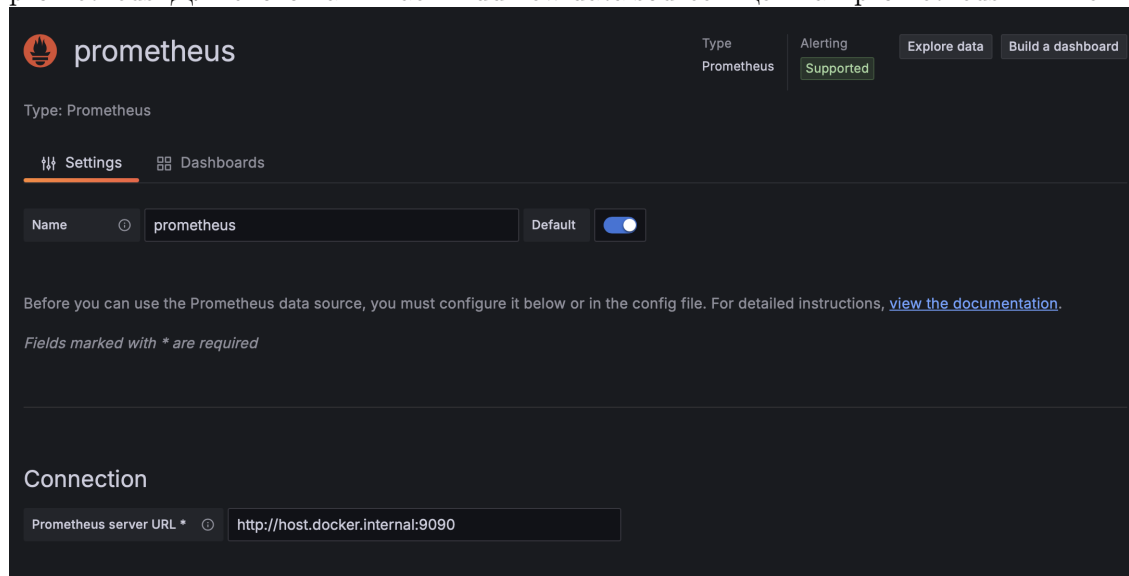 prometheus
Type
Prometheus
Alerting
Supported
Explore data
Build a dashboard
Type: Prometheus
Settings
Dashboards
Name
prometheus
Default
Before you can use the Prometheus data source, you must configure it below or in the config file. For detailed instructions, view the documentation.
Fields marked with * are required
Connection
Prometheus server URL *
http://host.docker.internal:9090